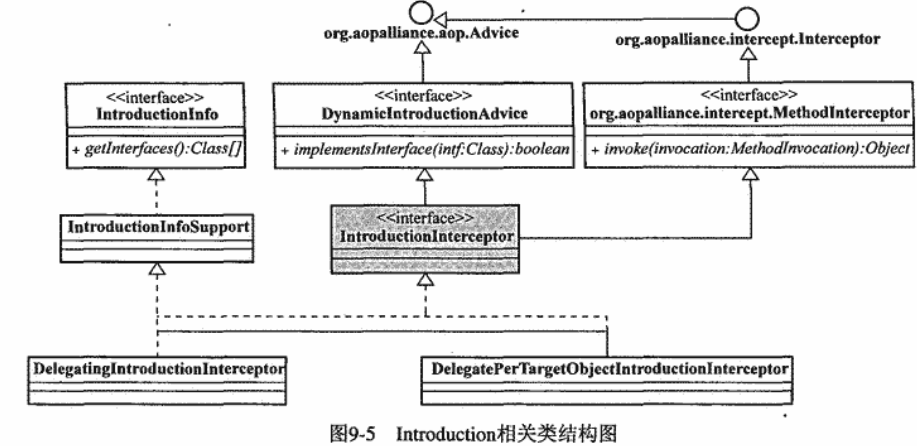 org.aopalliance.aop.Advice
org.aopalliance.intercept.Interceptor
<<interface>>
IntroductionInfo
+ getInterfaces():Class[]
<<interface>>
DynamicIntroductionAdvice
+ implementsInterface(intf:Class):boolean
<<interface>>
org.aopalliance.intercept.MethodInterceptor
+ invoke(invocation:MethodInvocation):Object
IntroductionInfoSupport
<<interface>>
IntroductionInterceptor
DelegatingIntroductionInterceptor
DelegatePerTargetObjectIntroductionInterceptor
图9-5 Introduction相关类结构图